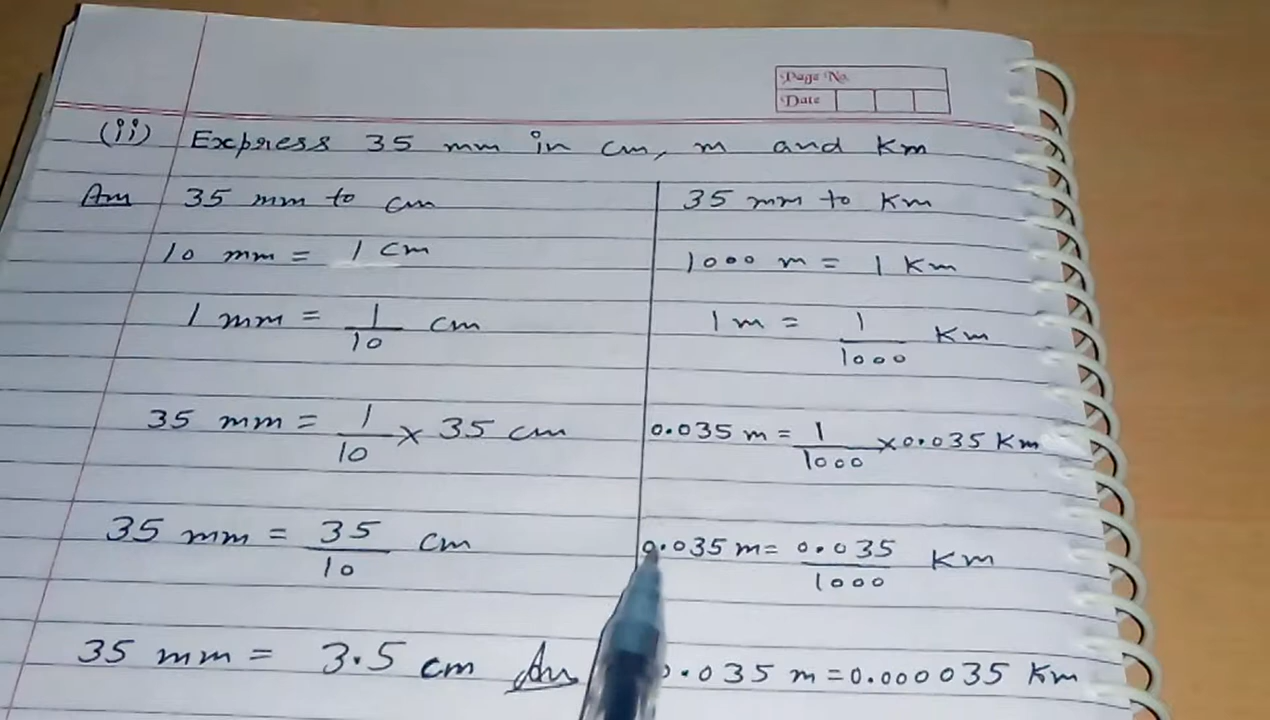 Page No.
Date
(ii) Express 35 mm in cm, m and Km
Ans 35 mm to cm
10 mm = 1 cm
1 mm = 1/10 cm
35 mm = 1/10 × 35 cm
35 mm = 35/10 cm
35 mm = 3.5 cm Ans
35 mm to Km
1000 m = 1 Km
1 m = 1/1000 Km
0.035 m = 1/1000 × 0.035 Km
0.035 m = 0.035/1000 Km
.035 m = 0.000035 Km